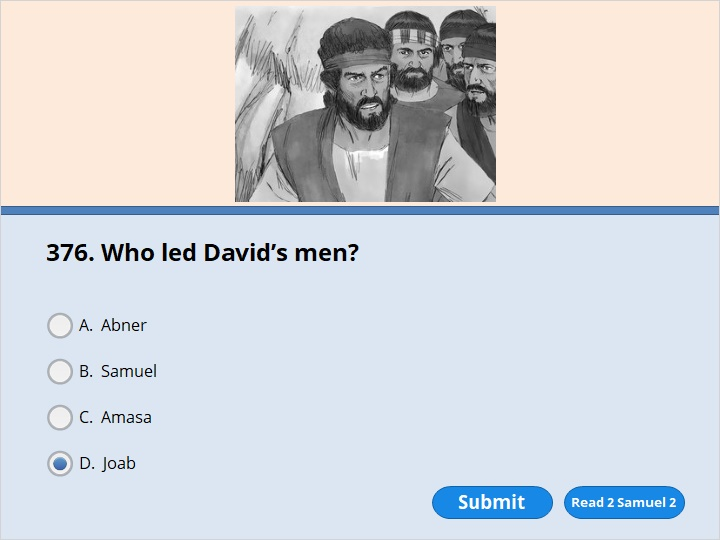 376. Who led David’s men?
A. Abner
B. Samuel
C. Amasa
D. Joab
Submit
Read 2 Samuel 2